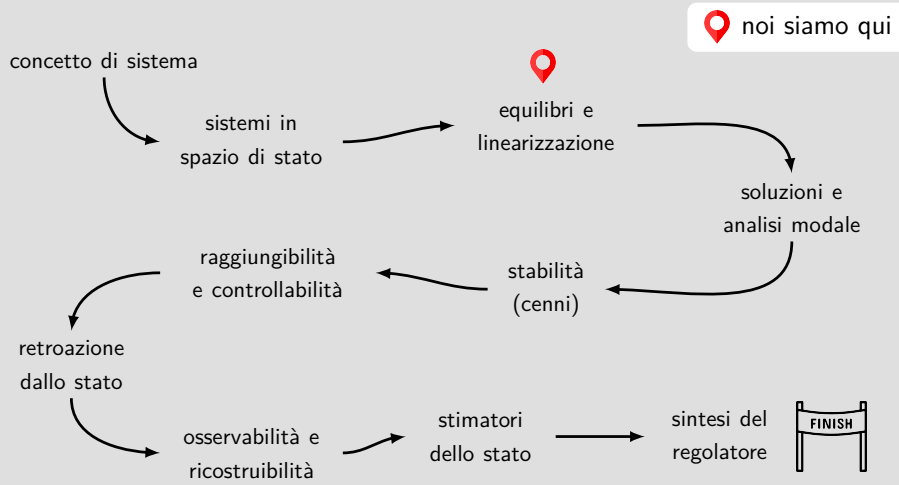 noi siamo qui
concetto di sistema
sistemi in
spazio di stato
equilibri e
linearizzazione
soluzioni e
analisi modale
stabilità
(cenni)
raggiungibilità
e controllabilità
retroazione
dallo stato
osservabilità e
ricostruibilità
stimatori
dello stato
sintesi del
regolatore
FINISH